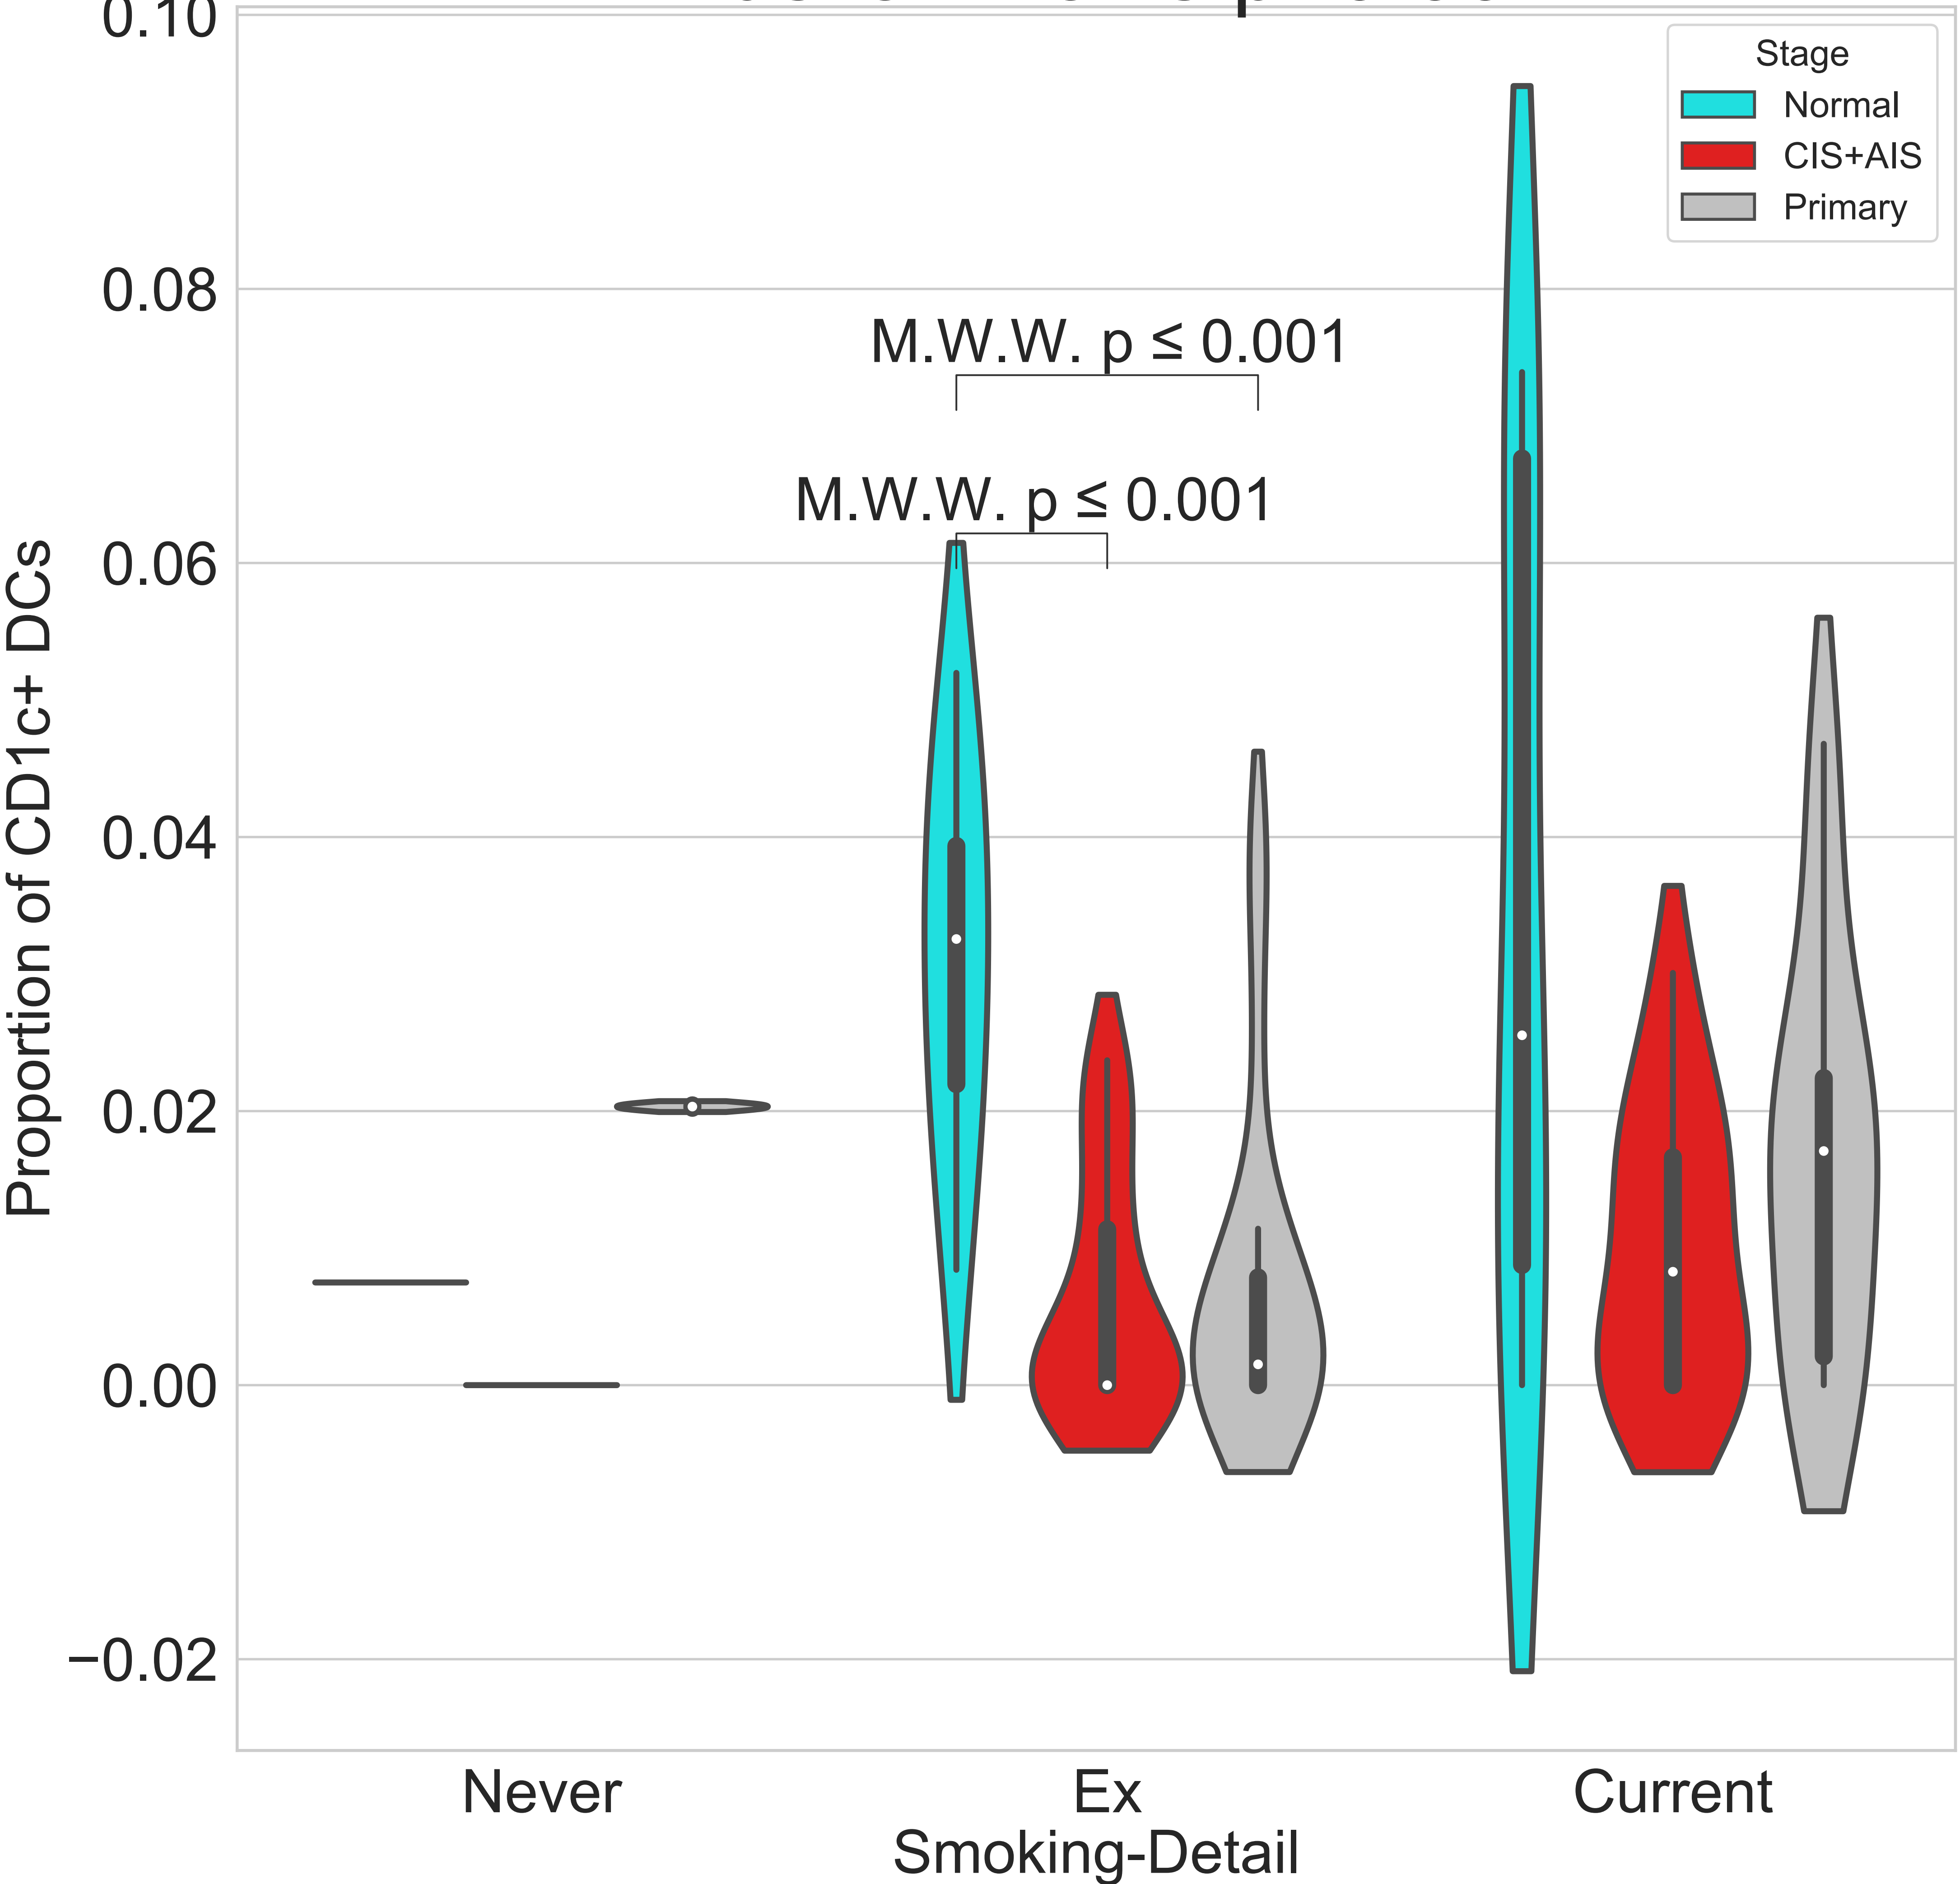 0.10
Stage
Normal
CIS+AIS
Primary
0.08
M.W.W. p ≤ 0.001
M.W.W. p ≤ 0.001
0.06
Proportion of CD1c+ DCs
0.04
0.02
0.00
−0.02
Never
Ex
Current
Smoking-Detail